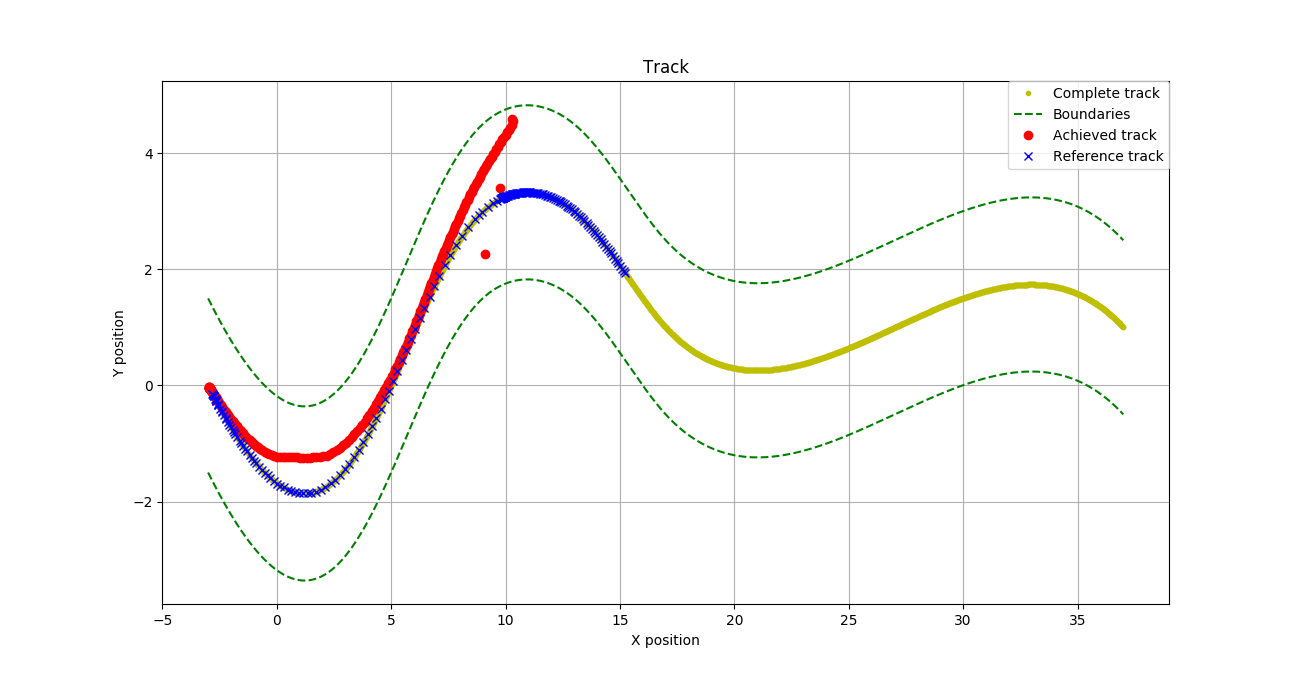 Track
Complete track
Boundaries
Achieved track
Reference track
Y position
4
2
0
−2
−5
0
5
10
15
20
25
30
35
X position